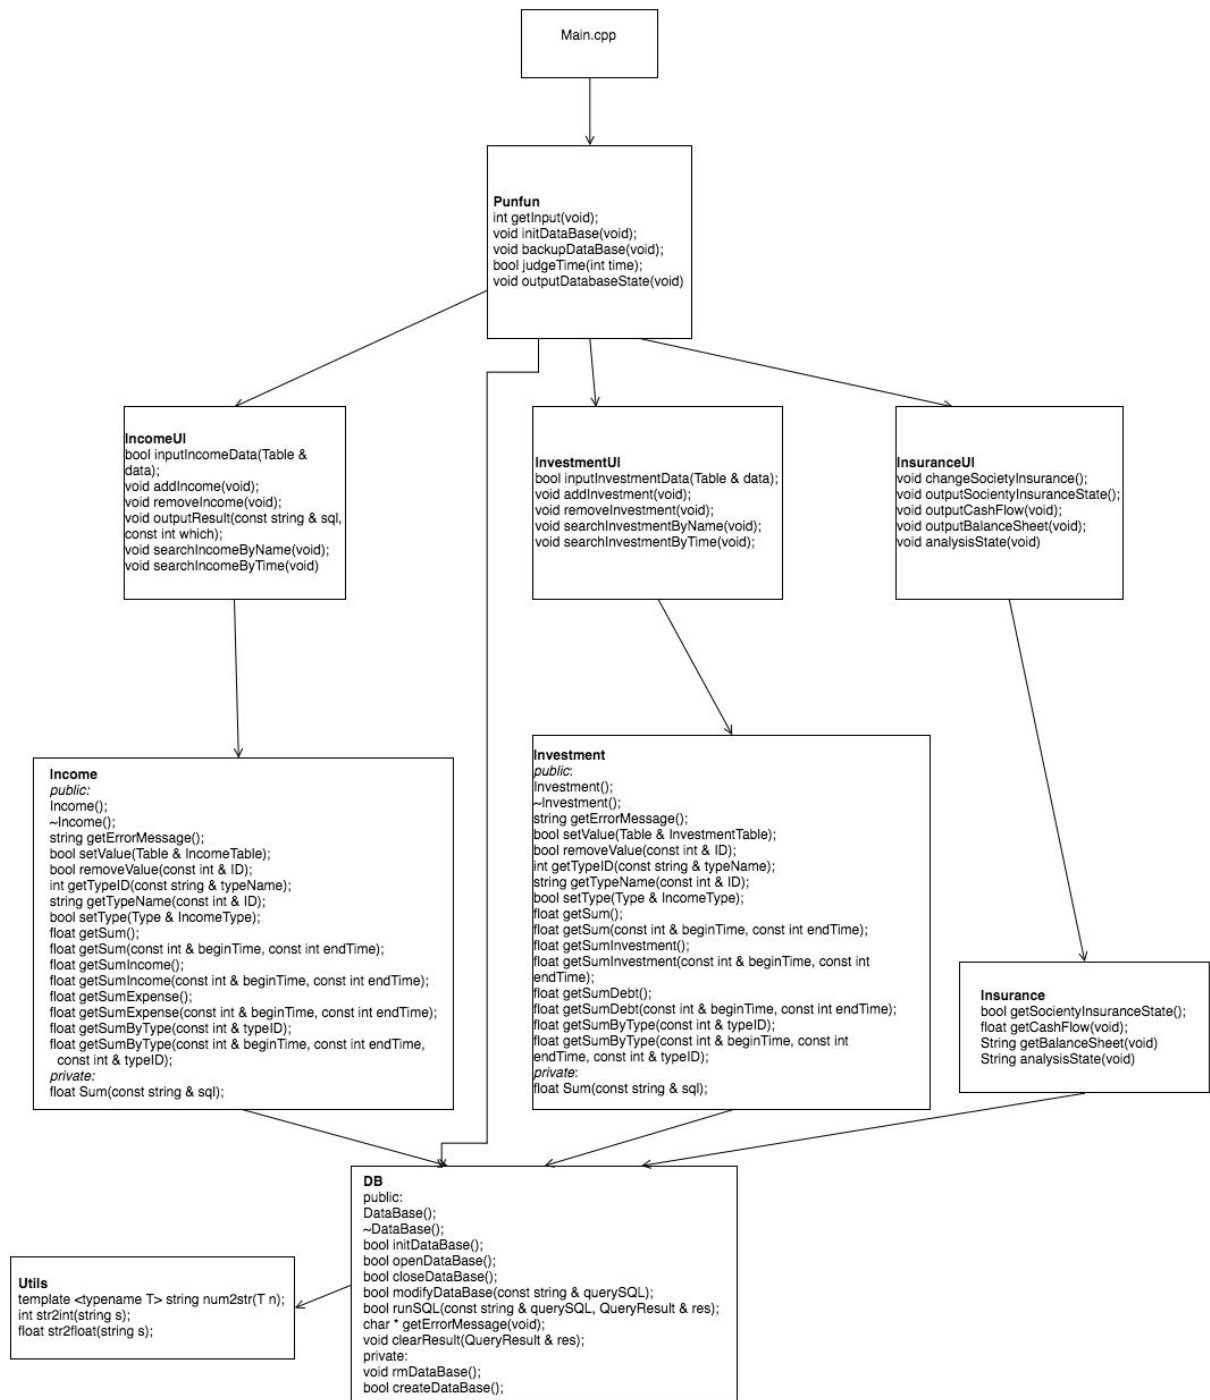 Main.cpp
Punfun
int getInput(void);
void initDataBase(void);
void backupDataBase(void);
bool judgeTime(int time);
void outputDatabaseState(void)
IncomeUI
bool inputIncomeData(Table &
data);
void addIncome(void);
void removeIncome(void);
void outputResult(const string & sql,
const int which);
void searchIncomeByName(void);
void searchIncomeByTime(void)
InvestmentUI
bool inputInvestmentData(Table & data);
void addInvestment(void);
void removeInvestment(void);
void searchInvestmentByName(void);
void searchInvestmentByTime(void);
InsuranceUI
void changeSocietyInsurance();
void outputSocientyInsuranceState();
void outputCashFlow(void);
void outputBalanceSheet(void);
void analysisState(void)
Income
public:
Income();
~Income();
string getErrorMessage();
bool setValue(Table & IncomeTable);
bool removeValue(const int & ID);
int getTypeID(const string & typeName);
string getTypeName(const int & ID);
bool setType(Type & IncomeType);
float getSum();
float getSum(const int & beginTime, const int endTime);
float getSumIncome();
float getSumIncome(const int & beginTime, const int endTime);
float getSumExpense();
float getSumExpense(const int & beginTime, const int endTime);
float getSumByType(const int & typeID);
float getSumByType(const int & beginTime, const int endTime,
const int & typeID);
private:
float Sum(const string & sql);
Investment
public:
Investment();
~Investment();
string getErrorMessage();
bool setValue(Table & InvestmentTable);
bool removeValue(const int & ID);
int getTypeID(const string & typeName);
string getTypeName(const int & ID);
bool setType(Type & IncomeType);
float getSum();
float getSum(const int & beginTime, const int endTime);
float getSumInvestment();
float getSumInvestment(const int & beginTime, const int
endTime);
float getSumDebt();
float getSumDebt(const int & beginTime, const int endTime);
float getSumByType(const int & typeID);
float getSumByType(const int & beginTime, const int
endTime, const int & typeID);
private:
float Sum(const string & sql);
Insurance
bool getSocientyInsuranceState();
float getCashFlow(void);
String getBalanceSheet(void)
String analysisState(void)
DB
public:
DataBase();
~DataBase();
bool initDataBase();
bool openDataBase();
bool closeDataBase();
bool modifyDataBase(const string & querySQL);
bool runSQL(const string & querySQL, QueryResult & res);
char * getErrorMessage(void);
void clearResult(QueryResult & res);
private:
void rmDataBase();
bool createDataBase();
Utils
template <typename T> string num2str(T n);
int str2int(string s);
float str2float(string s);